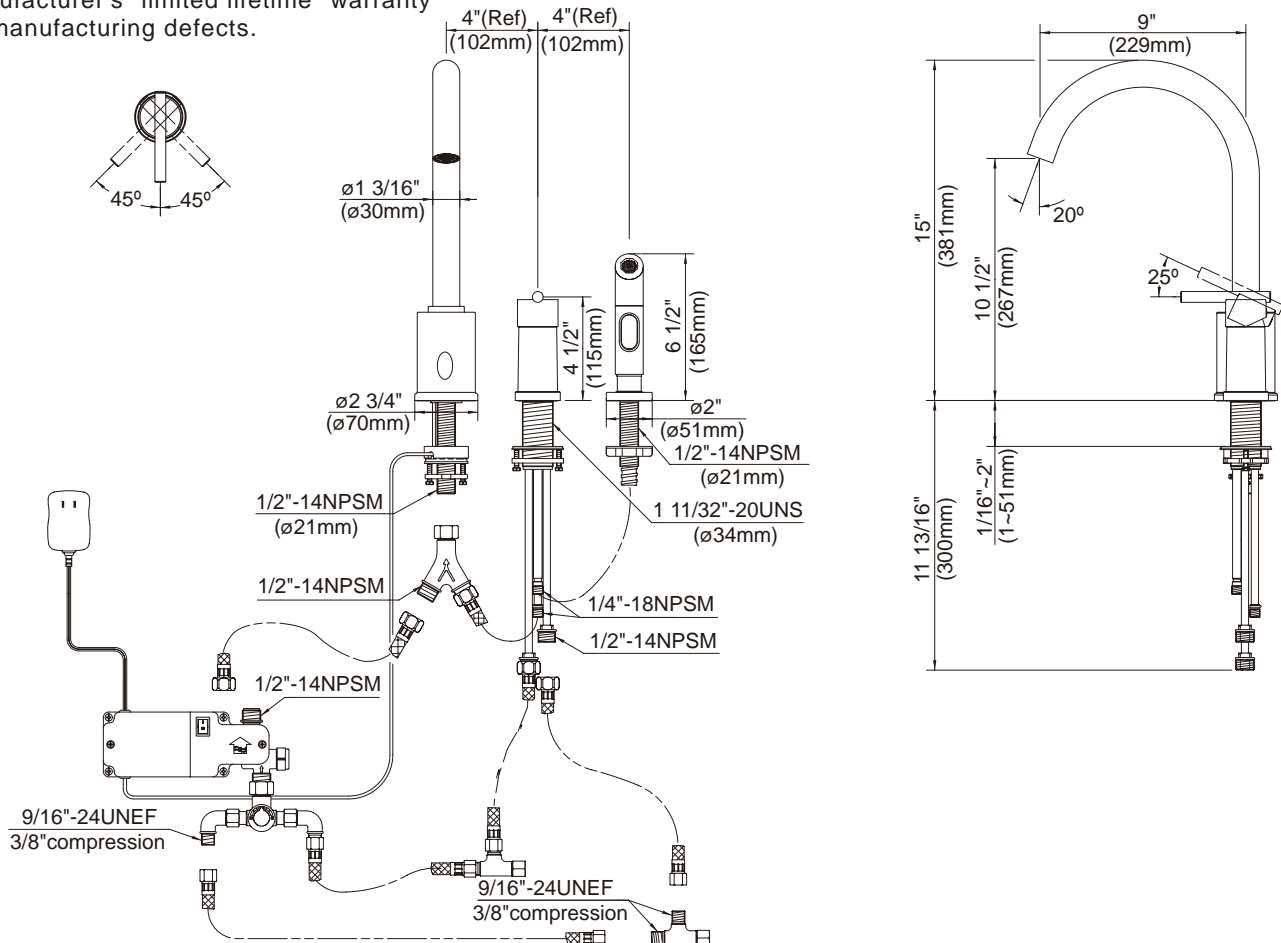 limited lifetime" warranty
manufacturing defects.
4"(Ref)
(102mm)
4"(Ref)
(102mm)
9"
(229mm)
45º
45º
ø1 3/16"
(ø30mm)
15"
(381mm)
10 1/2"
(267mm)
20º
25º
4 1/2"
(115mm)
6 1/2"
(165mm)
ø2 3/4"
(ø70mm)
ø2"
(ø51mm)
1/2"-14NPSM
(ø21mm)
1/2"-14NPSM
(ø21mm)
1 11/32"-20UNS
(ø34mm)
11 13/16"
(300mm)
1/16"~2"
(1~51mm)
1/2"-14NPSM
1/4"-18NPSM
1/2"-14NPSM
1/2"-14NPSM
9/16"-24UNEF
3/8"compression
9/16"-24UNEF
3/8"compression